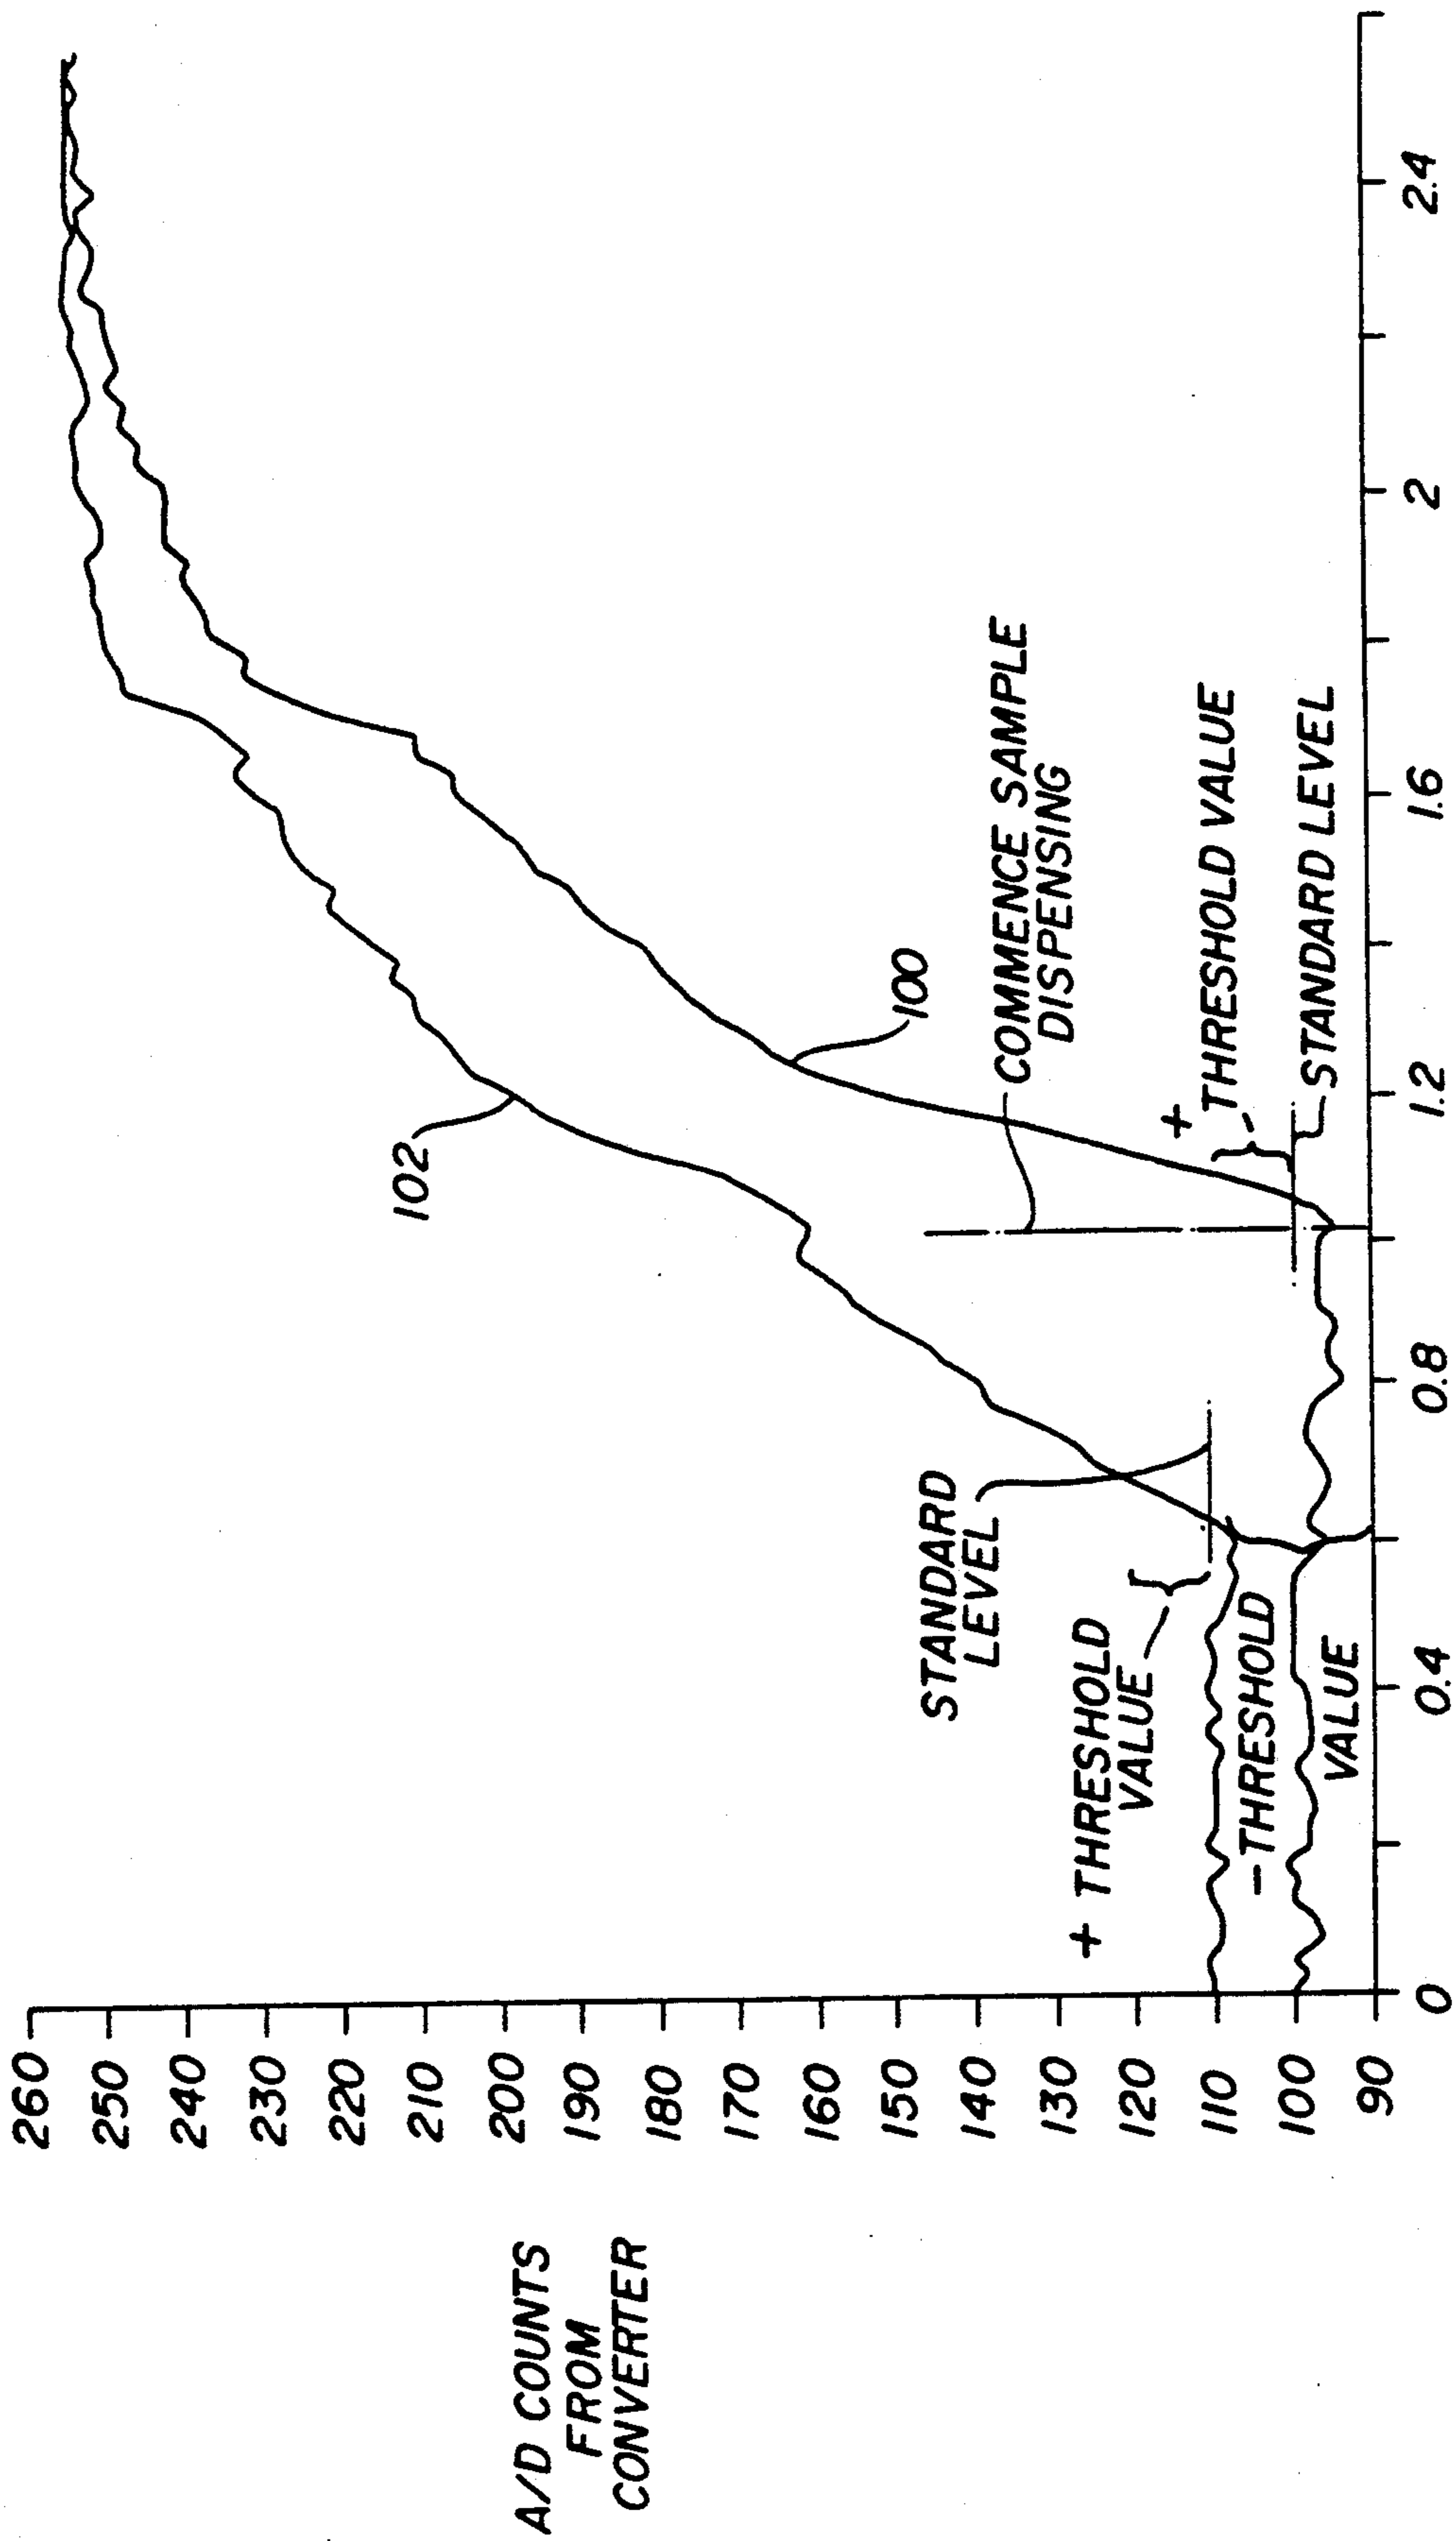 A/D COUNTS
FROM
CONVERTER
260
250
240
230
220
210
200
190
180
170
160
150
140
130
120
110
100
90
0
0.4
0.8
1.2
1.6
2
2.4
102
100
STANDARD
LEVEL
+ THRESHOLD
VALUE
-THRESHOLD
VALUE
COMMENCE SAMPLE
DISPENSING
+
THRESHOLD VALUE
-
STANDARD LEVEL